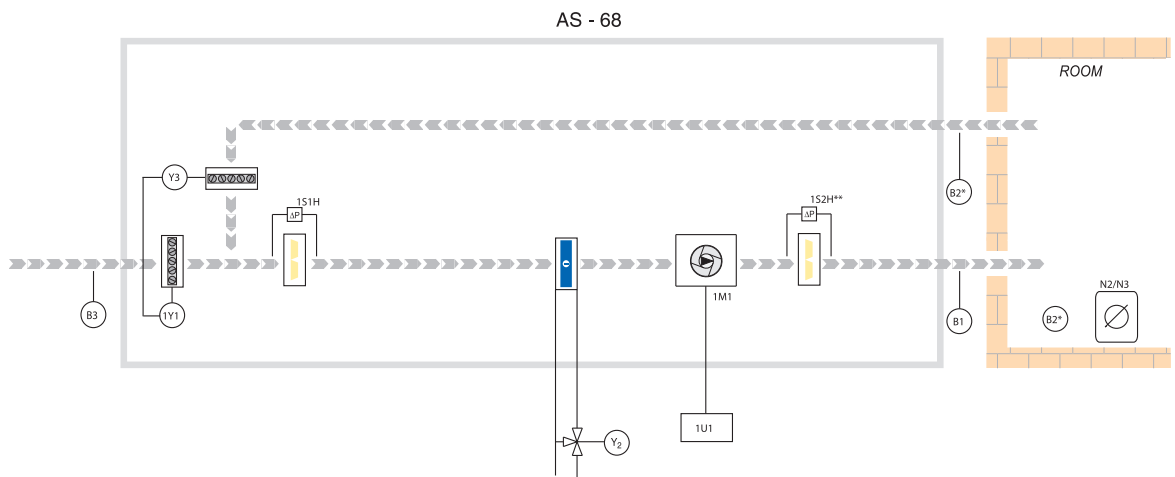 AS - 68
ROOM
Y3
1S1H
ΔP
1S2H**
ΔP
B2*
B3
1Y1
1M1
B1
B2*
N2/N3
1U1
Y2